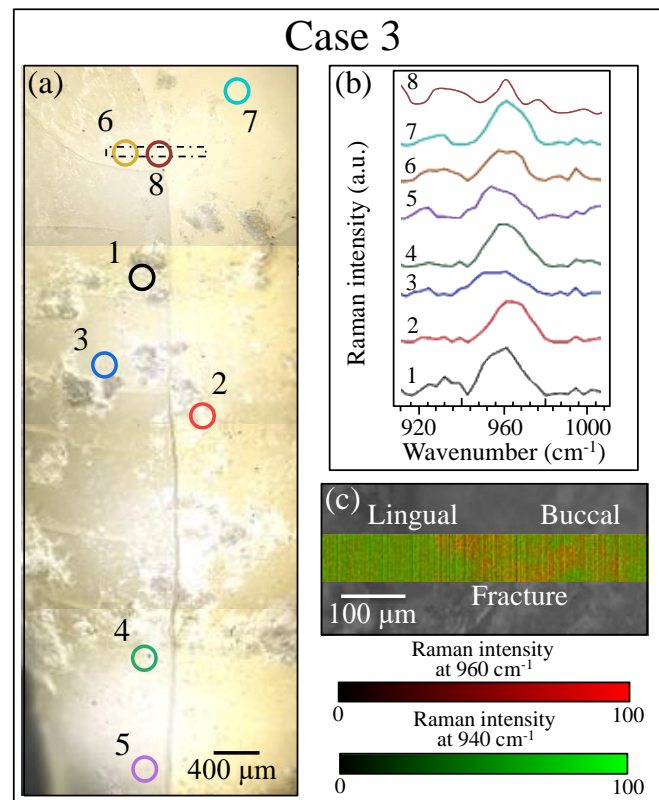 Case 3
(a)
7
6
8
1
3
2
4
5
400 µm
(b)
8
7
6
5
4
3
2
1
Raman intensity (a.u.)
920 960 1000
Wavenumber (cm-1)
(c)
Lingual Buccal
Fracture
100 µm
Raman intensity
at 960 cm-1
0 100
Raman intensity
at 940 cm-1
0 100